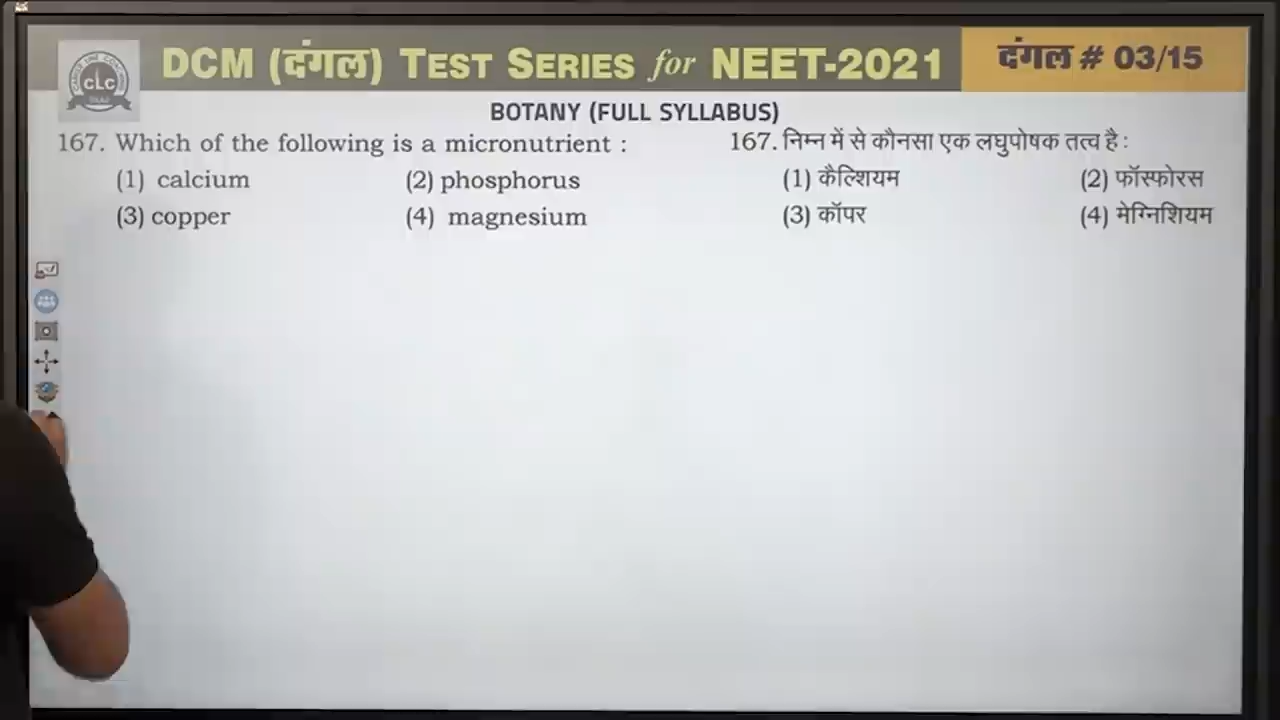 DCM (दंगल) TEST SERIES for NEET-2021
दंगल # 03/15
CLC
BOTANY (FULL SYLLABUS)
167. Which of the following is a micronutrient :
(1) calcium (2) phosphorus
(3) copper (4) magnesium
167. निम्न में से कौनसा एक लघुपोषक तत्व है :
(1) कैल्शियम (2) फॉस्फोरस
(3) कॉपर (4) मेग्निशियम